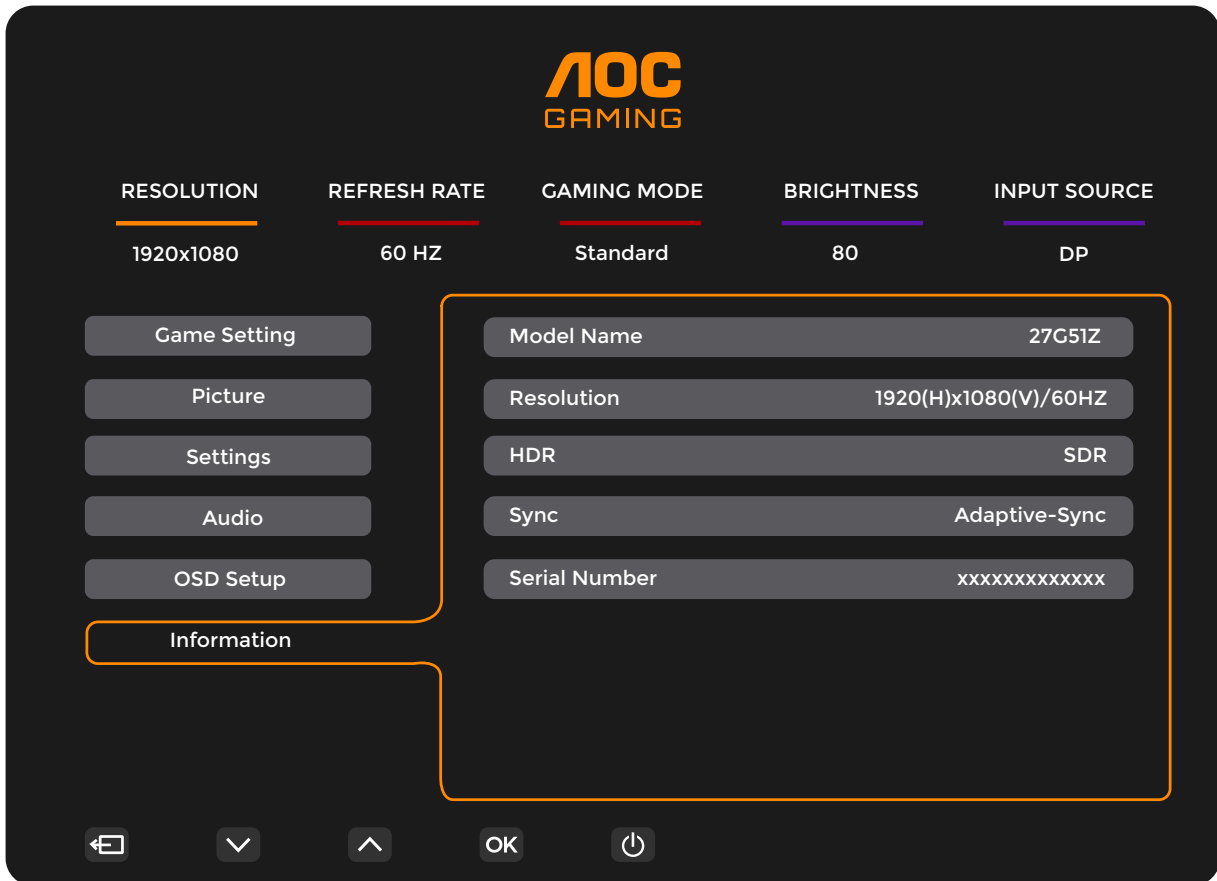 AOC
GAMING
RESOLUTION REFRESH RATE GAMING MODE BRIGHTNESS INPUT SOURCE
1920x1080 60 HZ Standard 80 DP
Game Setting Model Name 27G51Z
Picture Resolution 1920(H)x1080(V)/60HZ
Settings HDR SDR
Audio Sync Adaptive-Sync
OSD Setup Serial Number xxxxxxxxxxxxx
Information
OK